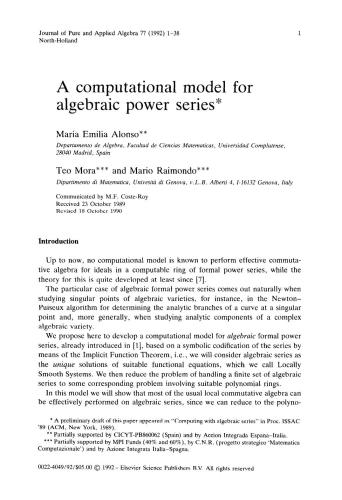 Journal of Pure and Applied Algebra 77 (1992) 1-38 1
North-Holland
A computational model for
algebraic power series*
María Emilia Alonso**
Departamento de Algebra, Facultad de Ciencias Matematicas, Universidad Complutense,
28040 Madrid, Spain
Teo Mora*** and Mario Raimondo***
Dipartimento di Matematica, Univesità di Genova, v.L.B. Alberti 4, I-16132 Genova, Italy
Communicated by M.F. Coste-Roy
Received 23 October 1989
Revised 18 October 1990
Introduction
Up to now, no computational model is known to perform effective commuta-
tive algebra for ideals in a computable ring of formal power series, while the
theory for this is quite developed at least since [7].
The particular case of algebraic formal power series comes out naturally when
studying singular points of algebraic varieties, for instance, in the Newton–
Puiseux algorithm for determining the analytic branches of a curve at a singular
point and, more generally, when studying analytic components of a complex
algebraic variety.
We propose here to develop a computational model for algebraic formal power
series, already introduced in [1], based on a symbolic codification of the series by
means of the Implicit Function Theorem, i.e., we will consider algebraic series as
the unique solutions of suitable functional equations, which we call Locally
Smooth Systems. We then reduce the problem of handling a finite set of algebraic
series to some corresponding problem involving suitable polynomial rings.
In this model we will show that most of the usual local commutative algebra can
be effectively performed on algebraic series, since we can reduce to the polyno-
* A preliminary draft of this paper appeared as "Computing with algebraic series" in Proc. ISSAC
'89 (ACM, New York, 1989).
** Partially supported by CICYT-PB860062 (Spain) and by Azzion Integrada Espana–Italia.
*** Partially supported by MPI Funds (40% and 60%), by C.N.R. (progetto strategico 'Matematica
Computazionale') and by Azione Integrata Italia–Spagna.
0022-4049/92/$05.00 © 1992 – Elsevier Science Publishers B.V. All rights reserved